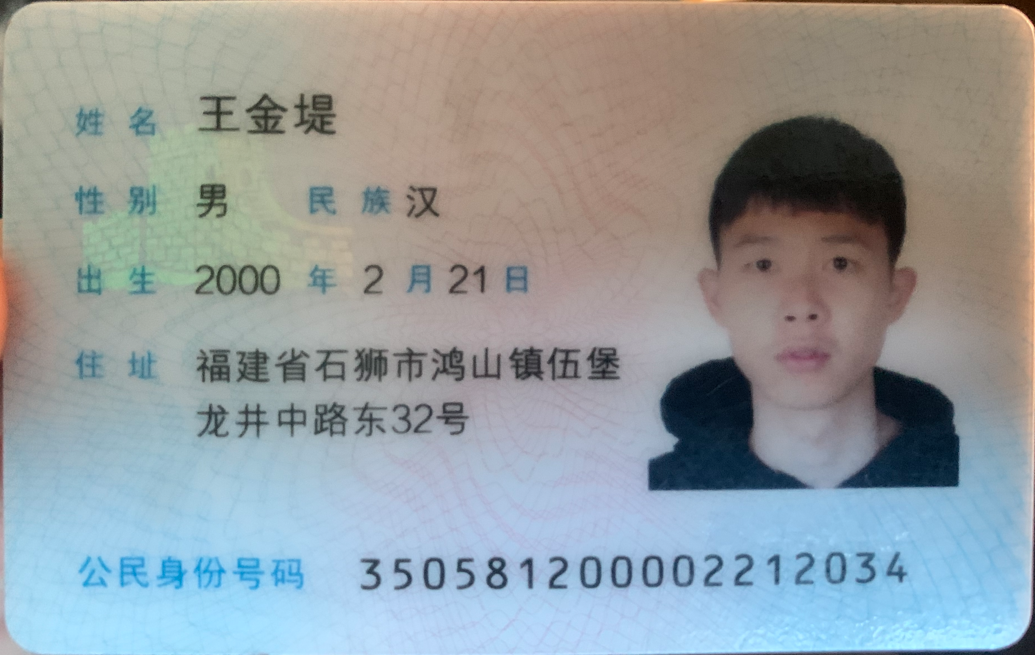 姓名 王金堤
性别 男 民族 汉
出生 2000 年 2 月 21 日
住址 福建省石狮市鸿山镇伍堡
龙井中路东32号
公民身份号码 350581200002212034